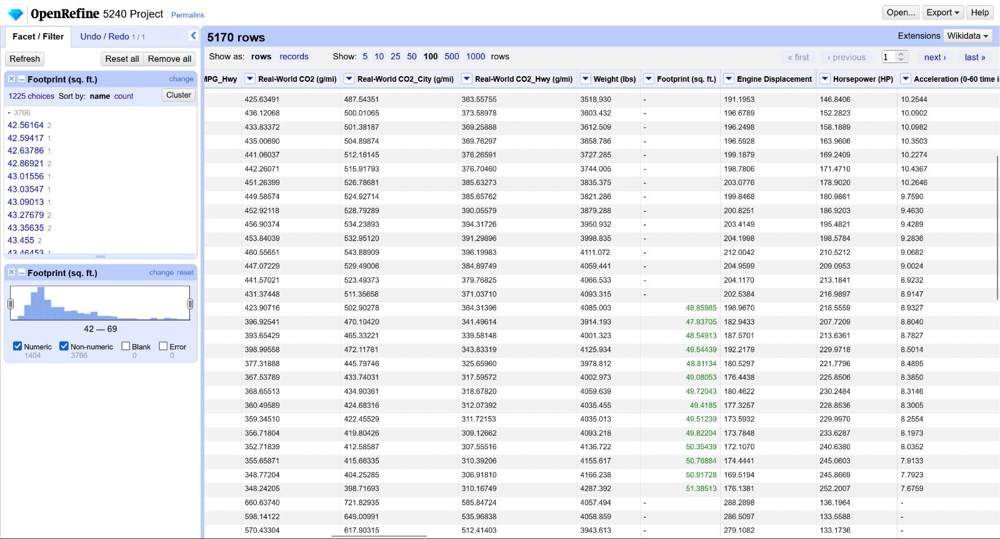 OpenRefine 5240 Project Permalink Open... Export Help
Facet / Filter Undo / Redo 1 / 1
Refresh Reset all Remove all
Footprint (sq. ft.) change
1225 choices Sort by: name count Cluster
- 3766
42.56164 2
42.59417 1
42.63786 1
42.86921 2
43.01556 1
43.03547 1
43.09013 1
43.27679 2
43.35635 2
43.455 2
43.46453 1
Footprint (sq. ft.) change reset
42 — 69
Numeric Non-numeric Blank Error
1404 3766 0 0
5170 rows Extensions Wikidata
Show as: rows records Show: 5 10 25 50 100 500 1000 rows « first ‹ previous 1 next › last »
MPG_Hwy Real-World CO2 (g/mi) Real-World CO2_City (g/mi) Real-World CO2_Hwy (g/mi) Weight (lbs) Footprint (sq. ft.) Engine Displacement Horsepower (HP) Acceleration (0-60 time i
425.63491 487.54351 363.55755 3518.930 - 191.1953 146.8406 10.2544
436.12068 500.01065 373.58978 3603.432 - 196.6789 152.2823 10.0902
433.83372 501.38187 369.25888 3612.509 - 196.2498 158.1889 10.0982
435.00690 504.89874 369.76297 3658.786 - 196.5928 163.9606 10.3503
441.06037 512.16145 376.26591 3727.285 - 199.1879 169.2409 10.2274
442.26071 515.91793 376.70460 3744.005 - 198.7806 171.4710 10.4367
451.26399 526.78681 385.63273 3835.375 - 203.0776 178.9020 10.2646
449.58574 524.92714 385.65762 3821.286 - 199.8468 180.9861 9.7590
452.92118 528.79289 390.05579 3879.288 - 200.8251 186.9203 9.4630
456.90374 534.23893 394.31726 3950.932 - 203.4149 195.4821 9.4289
453.84039 532.95120 391.29896 3998.835 - 204.1998 198.5784 9.2836
460.55651 543.88909 396.19983 4111.072 - 212.0042 210.5212 9.0682
447.07229 529.49006 384.89749 4059.441 - 204.9599 209.0953 9.0024
441.57021 523.49373 379.76825 4066.533 - 204.1170 213.1841 8.9232
431.37448 511.35658 371.03710 4093.315 - 202.5384 216.9897 8.9147
423.90716 502.90278 364.31396 4085.003 48.85985 198.9670 218.5559 8.9327
396.92541 470.10420 341.49614 3914.193 47.93705 182.9433 207.7209 8.8040
393.65429 465.33221 339.58148 4001.323 48.54913 187.5701 213.6361 8.7827
398.99558 472.11781 343.83319 4125.934 49.54439 192.2179 229.9718 8.5014
377.31888 445.79746 325.65960 3978.812 48.81134 180.5297 221.7796 8.4895
367.53789 433.74031 317.59572 4002.973 49.08053 176.4438 225.8506 8.3850
368.65513 434.90361 318.67820 4059.639 49.72043 180.4622 230.2484 8.3146
360.49589 424.68316 312.07392 4035.455 49.4185 177.3257 228.8536 8.3005
359.34510 422.45529 311.72153 4035.013 49.51239 173.5932 229.9970 8.2554
356.71804 419.80426 309.12662 4093.218 49.82204 173.7848 233.6287 8.1973
352.71839 412.58587 307.55516 4136.722 50.35439 172.1070 240.6380 8.0352
355.65871 415.66335 310.39206 4155.617 50.76884 174.4441 245.0603 7.9133
348.77204 404.25285 306.91810 4166.238 50.91728 169.5194 245.8669 7.7923
348.24205 398.71693 310.16749 4287.392 51.38513 176.1381 252.2007 7.6759
660.63740 721.82935 585.84724 4057.494 - 288.2898 136.1964 -
598.14122 649.00991 535.96838 4058.859 - 286.5097 133.5588 -
570.43304 617.90315 512.41403 3943.613 - 279.1082 133.1736 -